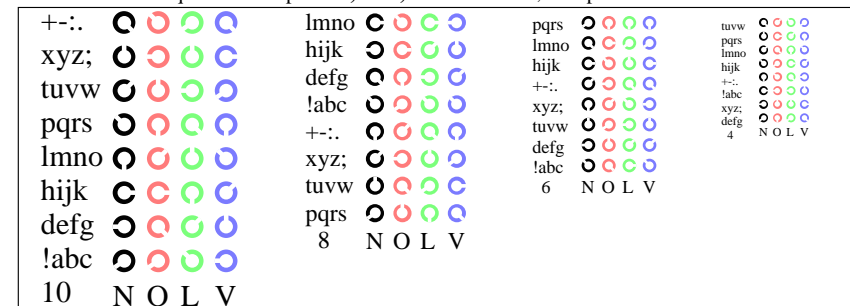 +-:.
xyz;
tuvw
pqrs
lmno
hijk
defg
!abc
10 N O L V
lmno
hijk
defg
!abc
+-:.
xyz;
tuvw
pqrs
8 N O L V
pqrs
lmno
hijk
+-:.
xyz;
tuvw
defg
!abc
6 N O L V
tuvw
pqrs
lmno
hijk
+-:.
!abc
xyz;
defg
4 N O L V